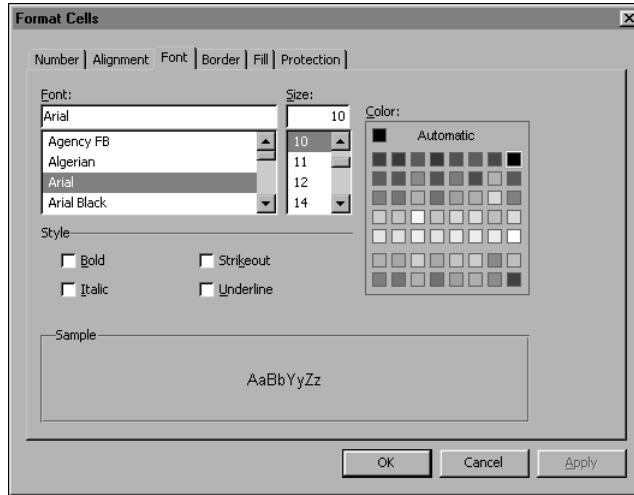 Format Cells
Number Alignment Font Border Fill Protection
Font:
Arial
Agency FB
Algerian
Arial
Arial Black
Size:
10
10
11
12
14
Color:
Automatic
Style
Bold
Strikeout
Italic
Underline
Sample
AaBbYyZz
OK Cancel Apply